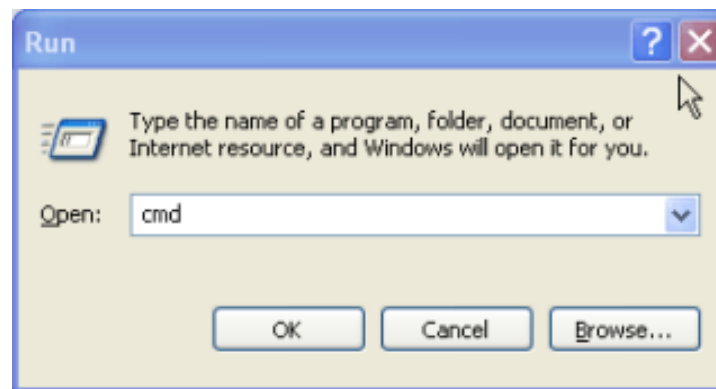 Run
Type the name of a program, folder, document, or
Internet resource, and Windows will open it for you.
Open: cmd
OK Cancel Browse...